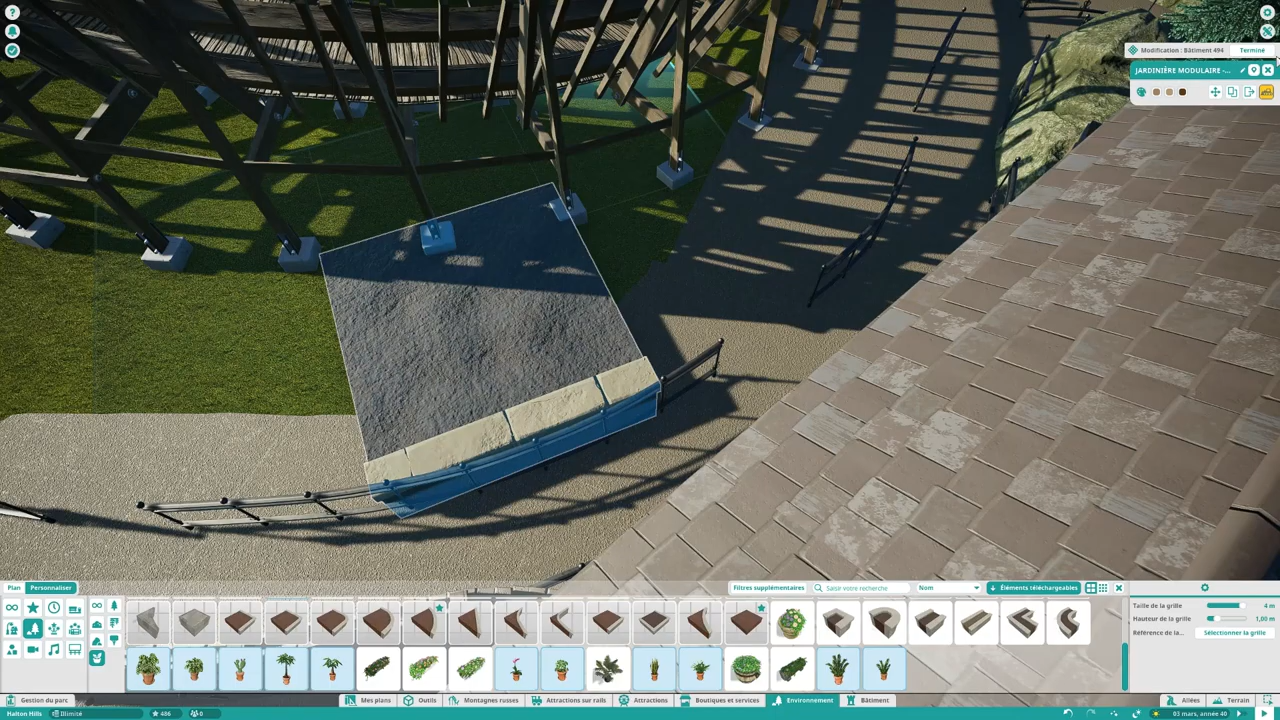 ?
Modification : Bâtiment 494
Terminé
JARDINIÈRE MODULAIRE -...
Plan
Personnaliser
Filtres supplémentaires
Saisir votre recherche
Nom
Éléments téléchargeables
Taille de la grille
4 m
Hauteur de la grille
1,00 m
Référence de la...
Sélectionner la grille
Gestion du parc
Mes plans
Outils
Montagnes russes
Attractions sur rails
Attractions
Boutiques et services
Environnement
Bâtiment
Allées
Terrain
Halton Hills
Illimité
486
0
03 mars, année 40